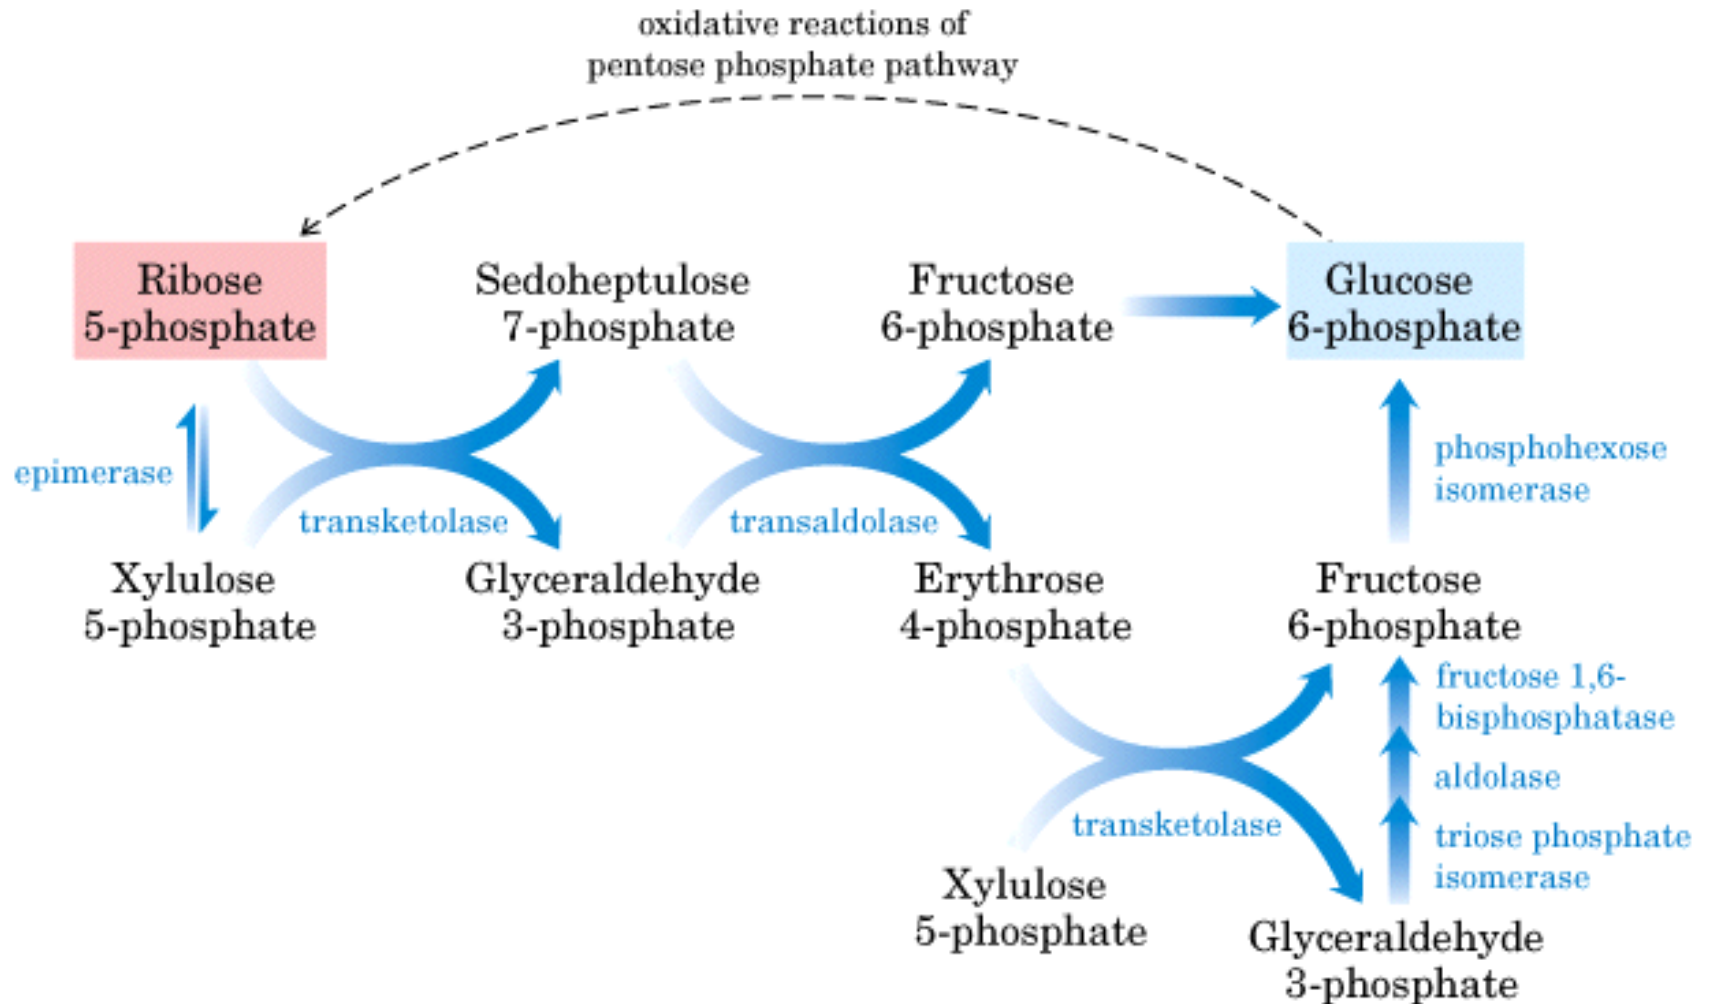 oxidative reactions of
pentose phosphate pathway
Ribose
5-phosphate
Sedoheptulose
7-phosphate
Fructose
6-phosphate
Glucose
6-phosphate
epimerase
transketolase
transaldolase
phosphohexose
isomerase
Xylulose
5-phosphate
Glyceraldehyde
3-phosphate
Erythrose
4-phosphate
Fructose
6-phosphate
fructose 1,6-
bisphosphatase
aldolase
transketolase
triose phosphate
isomerase
Xylulose
5-phosphate
Glyceraldehyde
3-phosphate